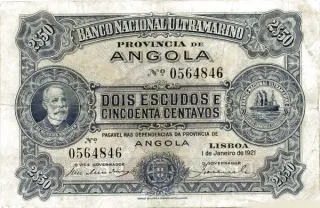 2$50 BANCO NACIONAL ULTRAMARINO 2$50
PROVINCIA DE
ANGOLA
Nº 0564846
DOIS ESCUDOS E
CINCOENTA CENTAVOS
PAGAVEL NAS DEPENDENCIAS DA PROVINCIA DE
ANGOLA
Nº
0564846
LISBOA
1 de Janeiro de 1921
O VICE GOVERNADOR
O GOVERNADOR
2$50 2$50